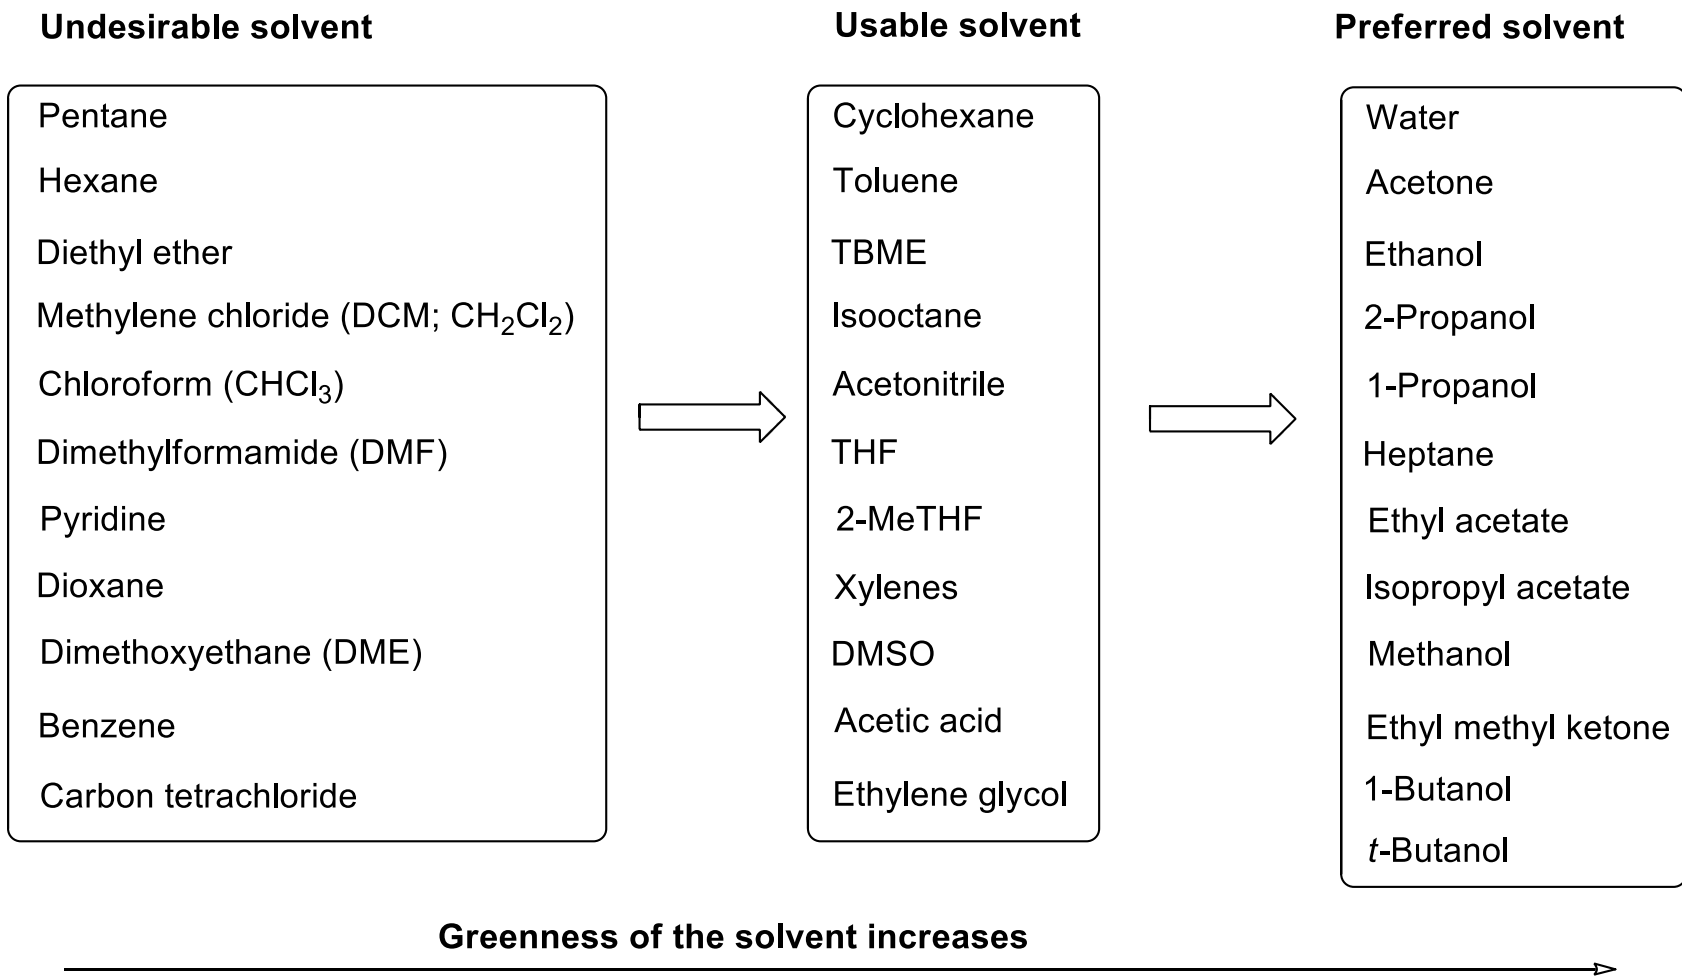 Undesirable solvent
Pentane
Hexane
Diethyl ether
Methylene chloride (DCM; CH₂Cl₂)
Chloroform (CHCl₃)
Dimethylformamide (DMF)
Pyridine
Dioxane
Dimethoxyethane (DME)
Benzene
Carbon tetrachloride
Usable solvent
Cyclohexane
Toluene
TBME
Isooctane
Acetonitrile
THF
2-MeTHF
Xylenes
DMSO
Acetic acid
Ethylene glycol
Preferred solvent
Water
Acetone
Ethanol
2-Propanol
1-Propanol
Heptane
Ethyl acetate
Isopropyl acetate
Methanol
Ethyl methyl ketone
1-Butanol
t-Butanol
Greenness of the solvent increases